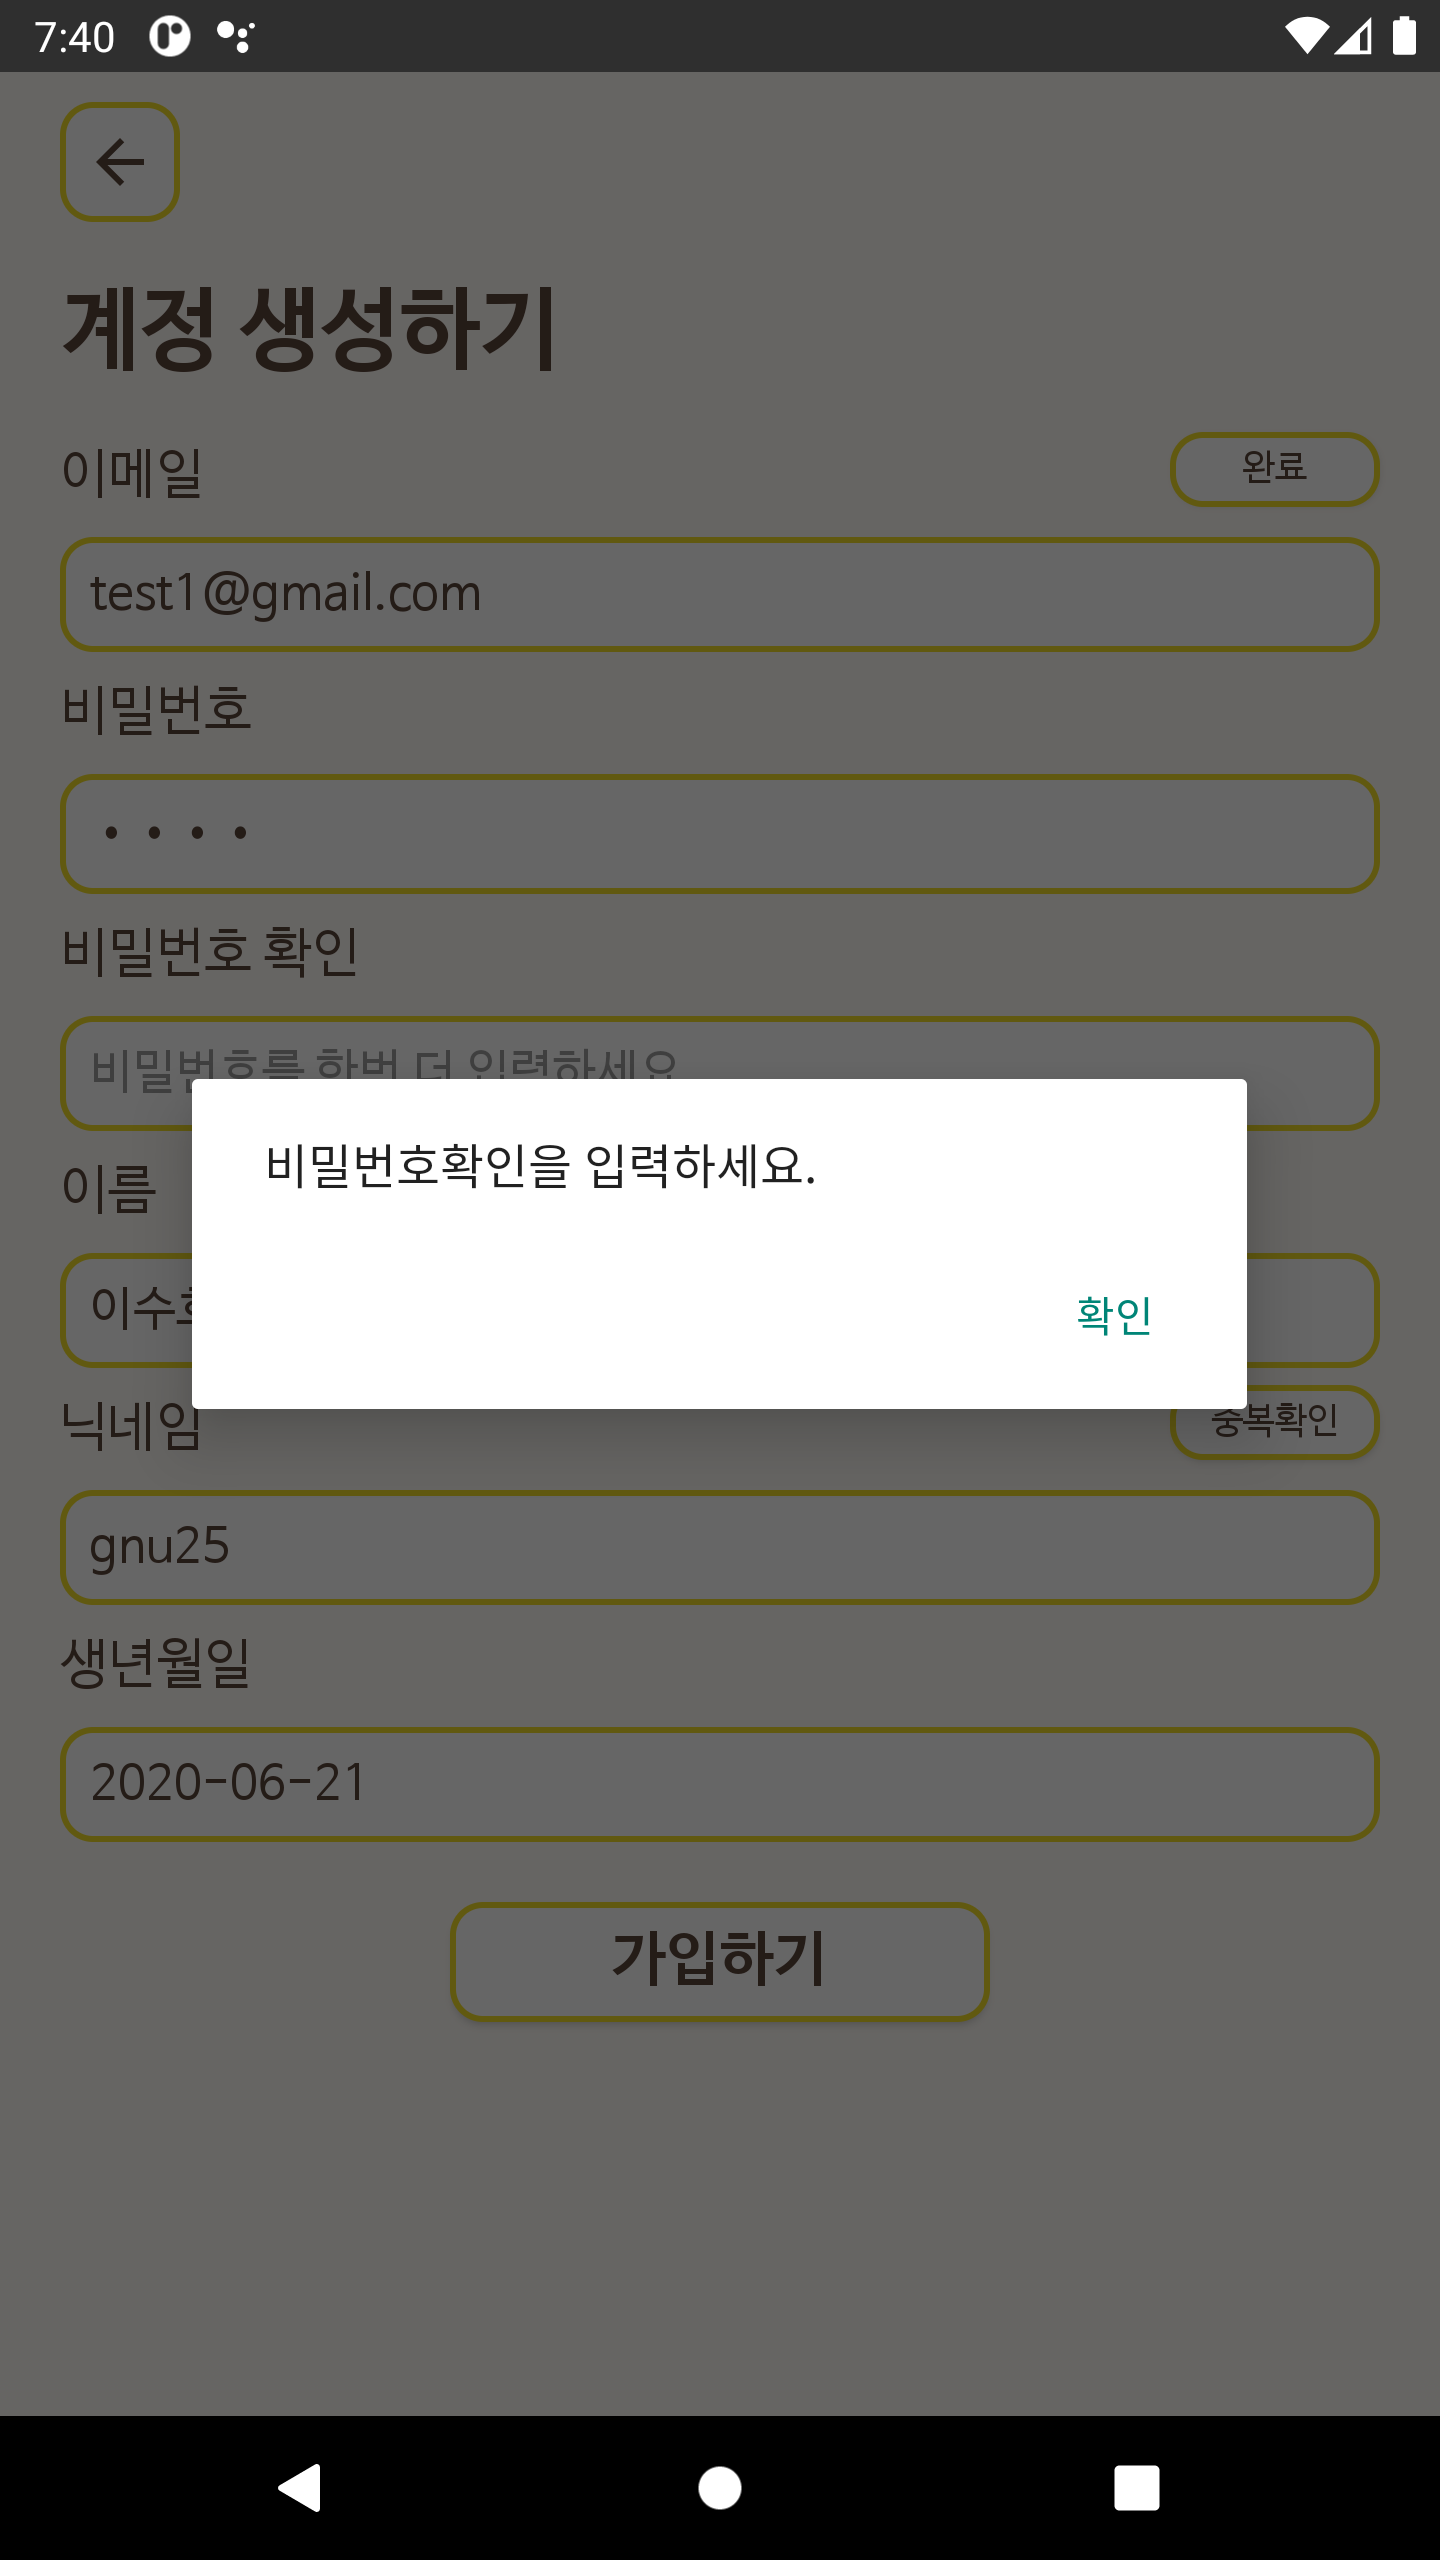 7:40
계정 생성하기
이메일
완료
test1@gmail.com
비밀번호
• • • •
비밀번호 확인
비밀번호를 한번 더 입력하세요
비밀번호확인을 입력하세요.
이름
확인
닉네임
중복확인
gnu25
생년월일
2020-06-21
가입하기